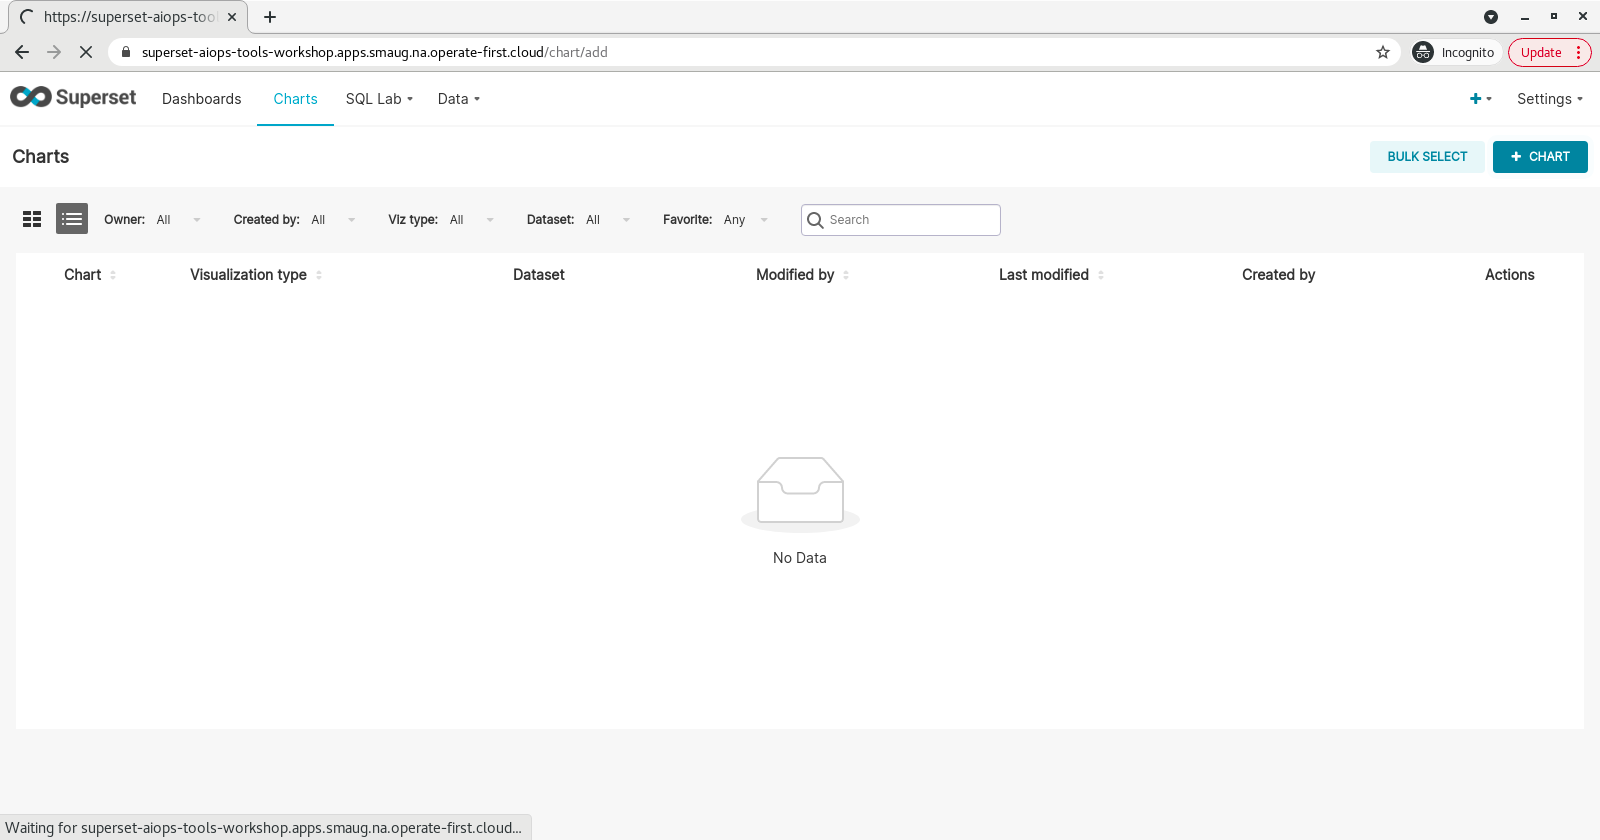 https://superset-aiops-tool
superset-aiops-tools-workshop.apps.smaug.na.operate-first.cloud/chart/add
Incognito
Update
Superset
Dashboards
Charts
SQL Lab
Data
Settings
Charts
BULK SELECT
+ CHART
Owner: All
Created by: All
Viz type: All
Dataset: All
Favorite: Any
Search
Chart
Visualization type
Dataset
Modified by
Last modified
Created by
Actions
No Data
Waiting for superset-aiops-tools-workshop.apps.smaug.na.operate-first.cloud...